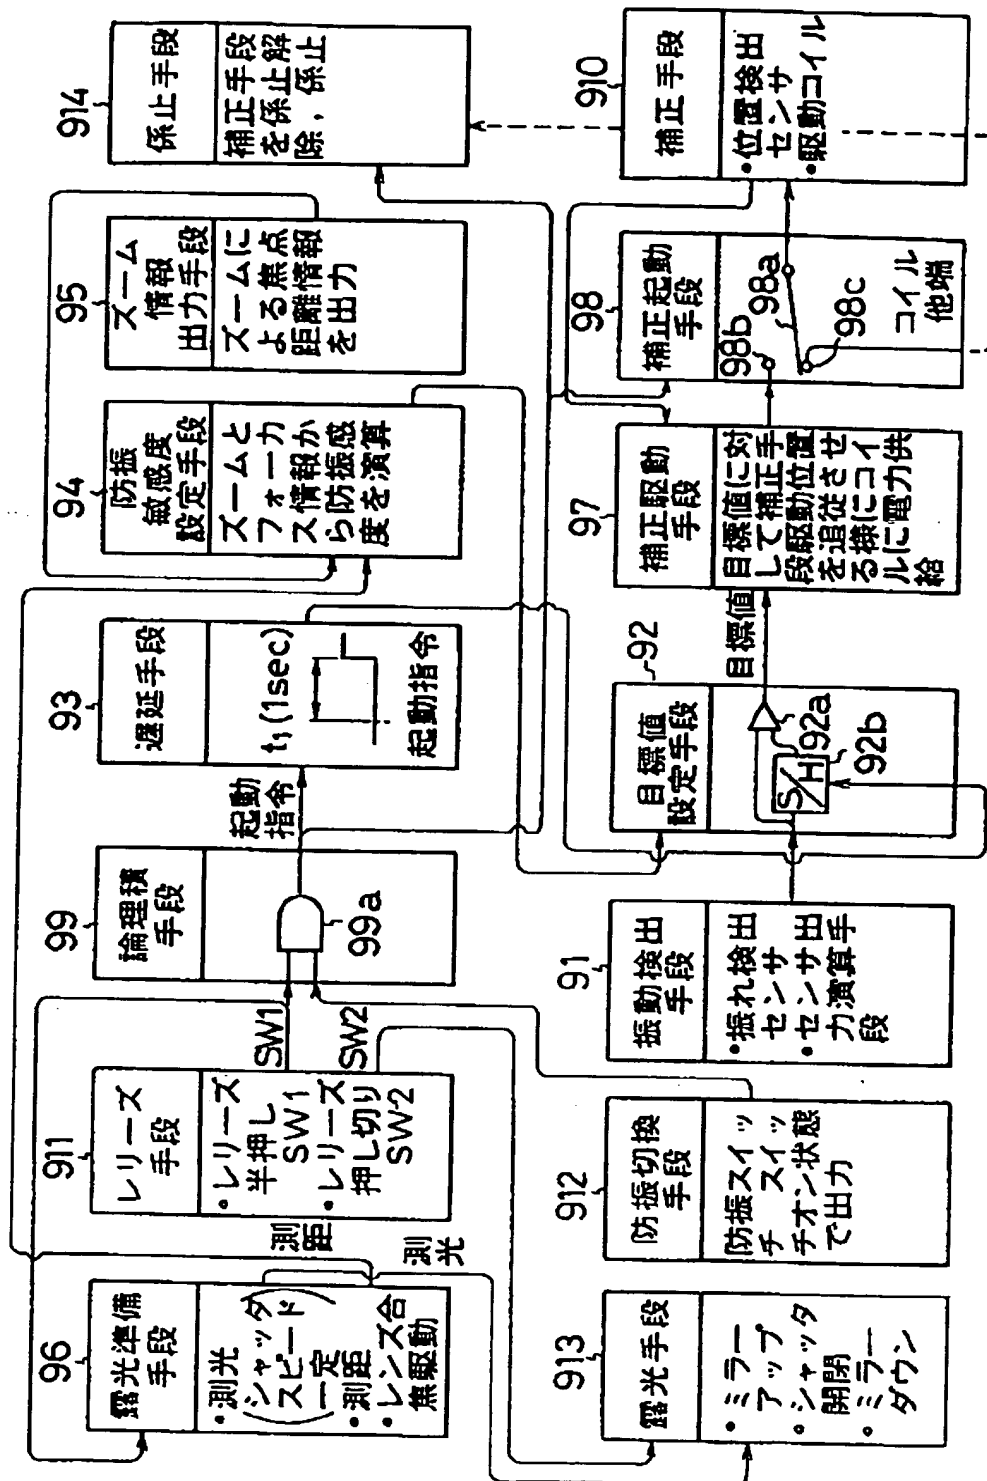 96
露光準備
手段
・測光
(シャッタ
スピード
一定)
・測距
・レンズ合
焦駆動
測距
測光
911
レリーズ
手段
・レリーズ
半押し
SW1
・レリーズ
押し切り
SW2
SW1
SW2
99
論理積
手段
99a
起動
指令
93
遅延手段
t₁(1sec)
起動指令
94
防振
敏感度
設定手段
ズームと
フォーカ
ス情報か
ら防振感
度を演算
95
ズーム
情報
出力手段
ズームに
よる焦点
距離情報
を出力
914
係止手段
補正手段
を係止解
除,係止
913
露光手段
・ミラー
アップ
・シャッタ
開閉
・ミラー
ダウン
912
防振切換
手段
防振スイッ
チ スイッ
チオン状態
で出力
91
振動検出
手段
・振れ検出
センサ
・センサ出
力演算手
段
92
目標値
設定手段
S/H
92a
92b
目標値
97
補正駆動
手段
目標値に対
して補正手
段駆動位置
を追従させ
る様にコイ
ルに電力供
給
98
補正起動
手段
98b
98a
98c
コイル
他端
910
補正手段
・位置検出
センサ
・駆動コイル